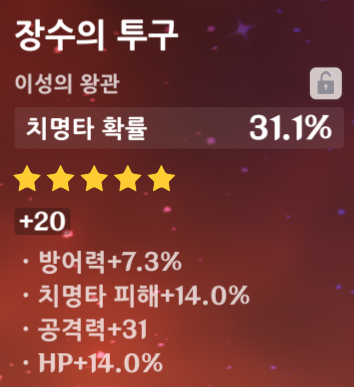 장수의 투구
이성의 왕관
치명타 확률 31.1%
+20
· 방어력+7.3%
· 치명타 피해+14.0%
· 공격력+31
· HP+14.0%